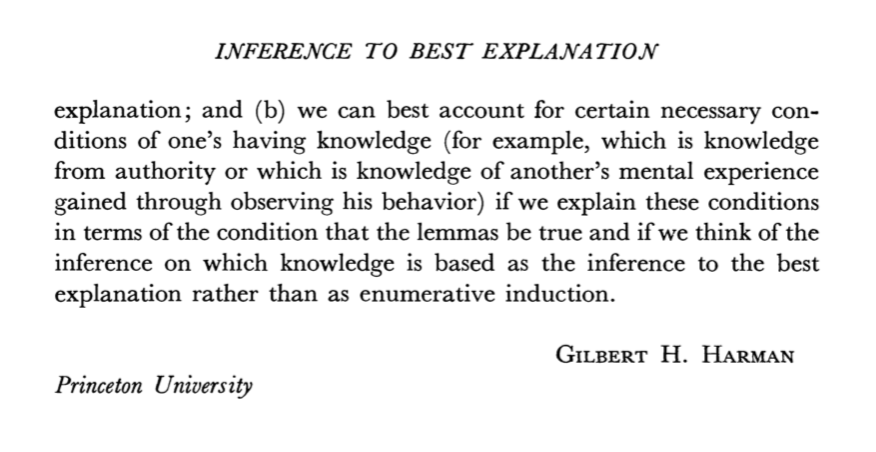 INFERENCE TO BEST EXPLANATION
explanation; and (b) we can best account for certain necessary con-
ditions of one's having knowledge (for example, which is knowledge
from authority or which is knowledge of another's mental experience
gained through observing his behavior) if we explain these conditions
in terms of the condition that the lemmas be true and if we think of the
inference on which knowledge is based as the inference to the best
explanation rather than as enumerative induction.
GILBERT H. HARMAN
Princeton University